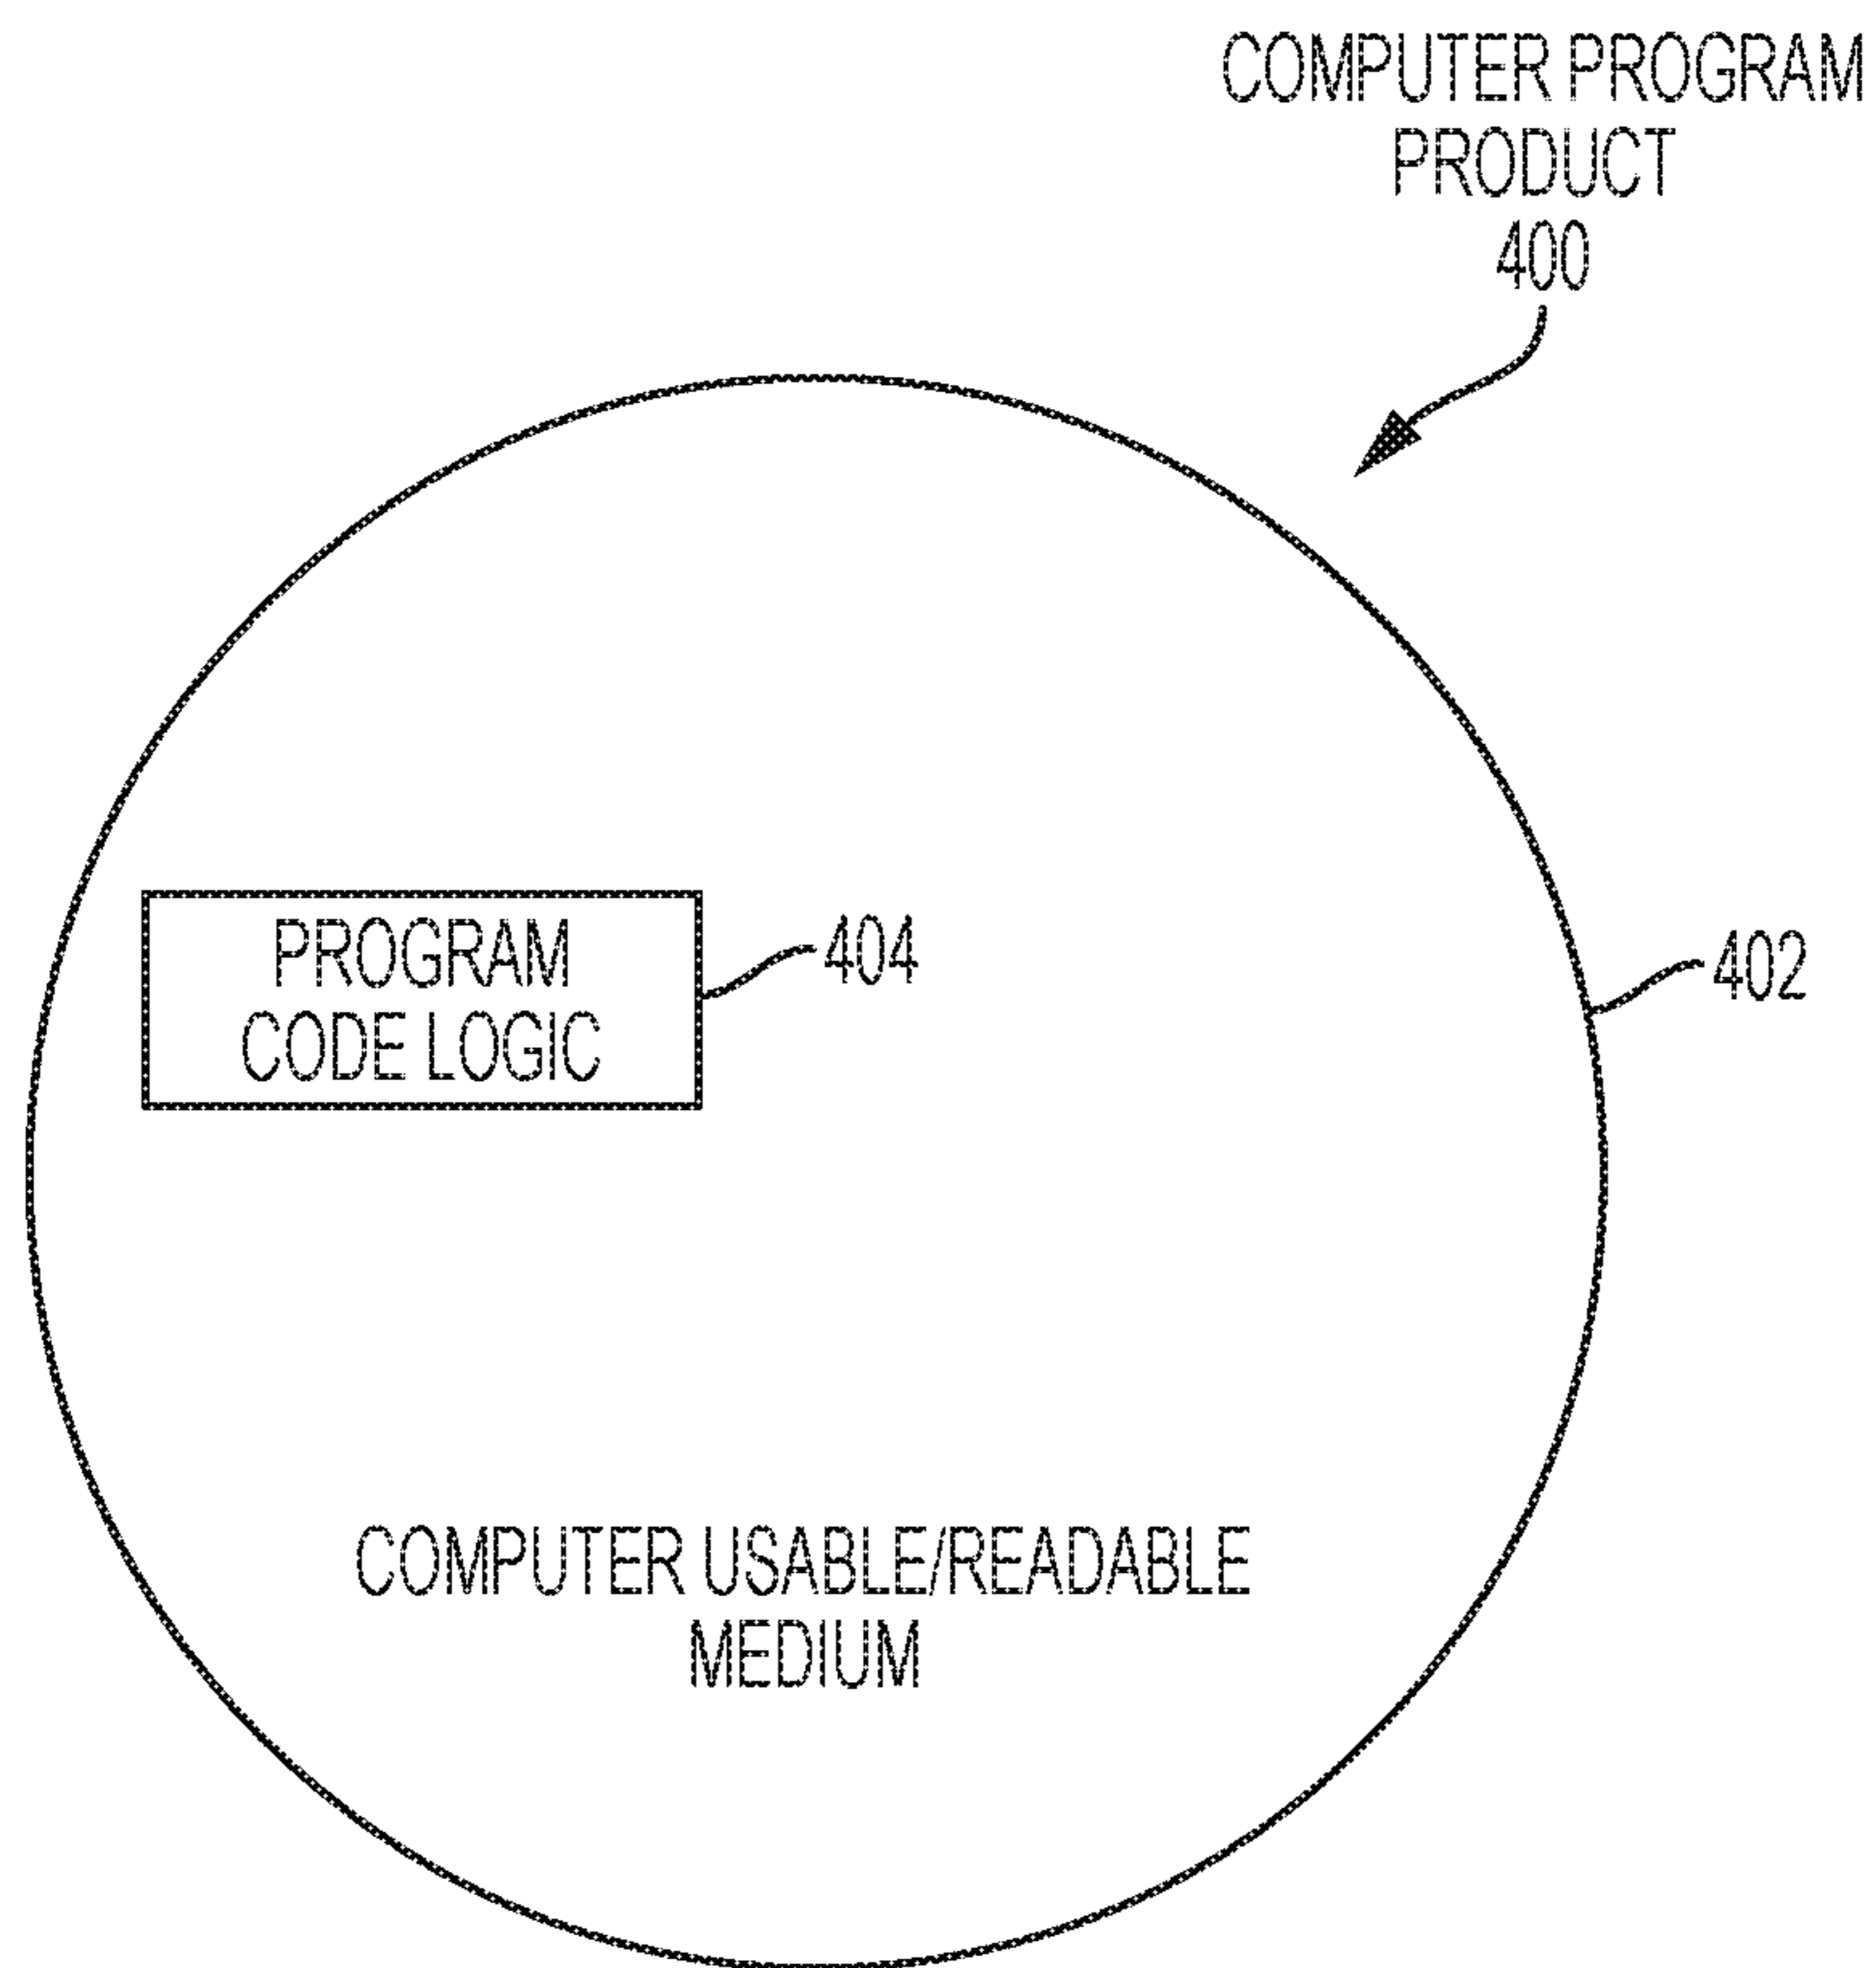 COMPUTER PROGRAM
PRODUCT
400
PROGRAM
CODE LOGIC
404
402
COMPUTER USABLE/READABLE
MEDIUM